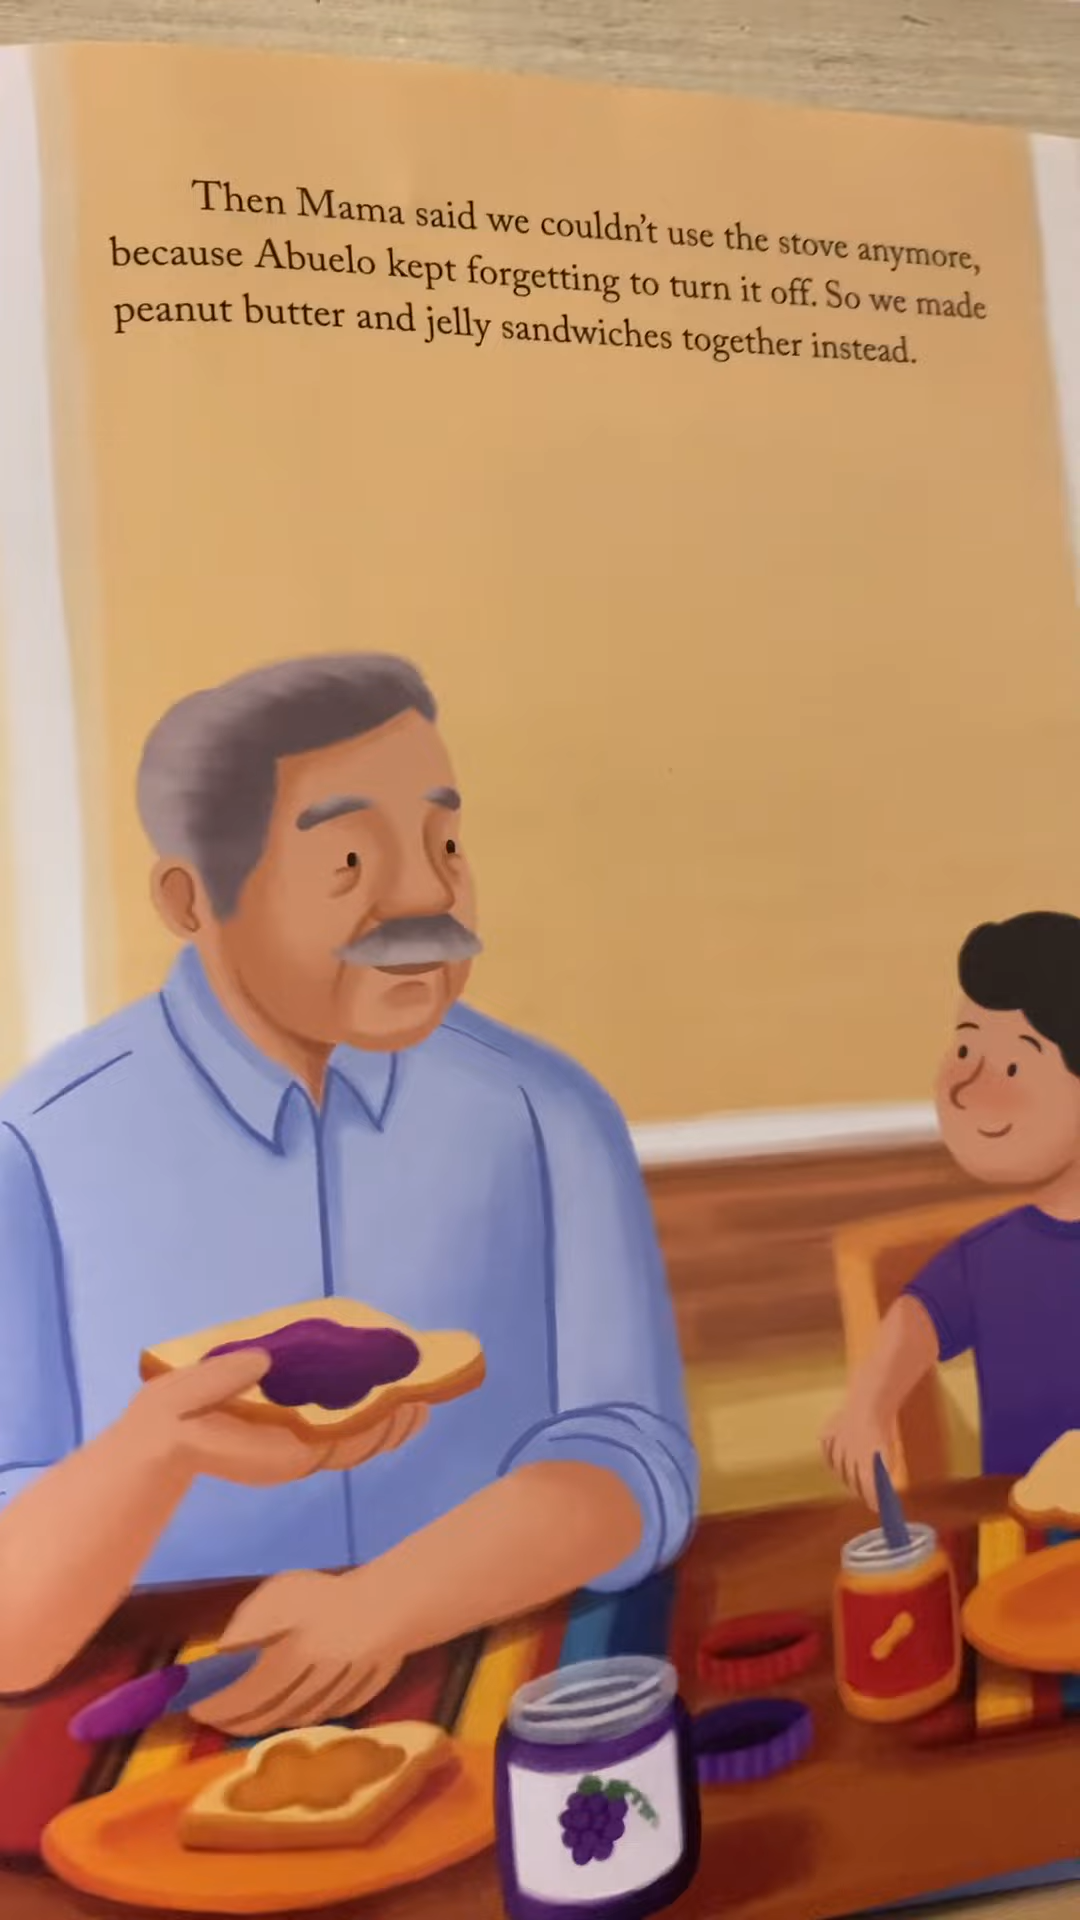 Then Mama said we couldn't use the stove anymore,
because Abuelo kept forgetting to turn it off. So we made
peanut butter and jelly sandwiches together instead.